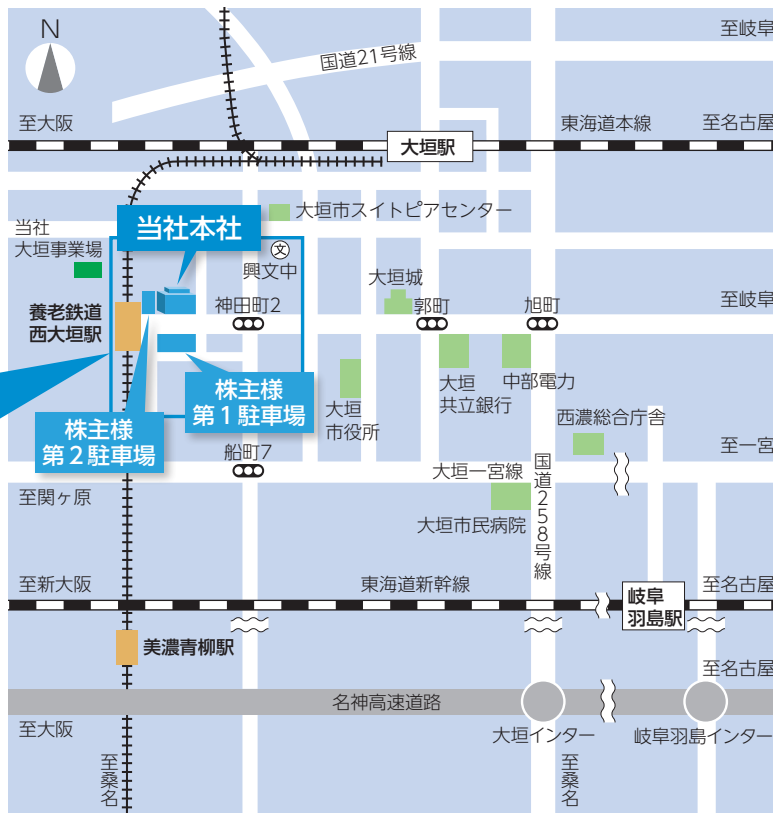 N
国道21号線
至岐阜
至大阪
東海道本線
至名古屋
大垣駅
大垣市スイトピアセンター
当社
大垣事業場
当社本社
文
興文中
大垣城
養老鉄道
西大垣駅
神田町2
郭町
旭町
至岐阜
株主様
第1駐車場
株主様
第2駐車場
大垣
市役所
大垣
共立銀行
中部電力
西濃総合庁舎
船町7
至一宮
大垣一宮線
国道258号線
至関ヶ原
大垣市民病院
至新大阪
東海道新幹線
岐阜
羽島駅
至名古屋
美濃青柳駅
至名古屋
名神高速道路
至大阪
大垣インター
岐阜羽島インター
至桑名
至桑名